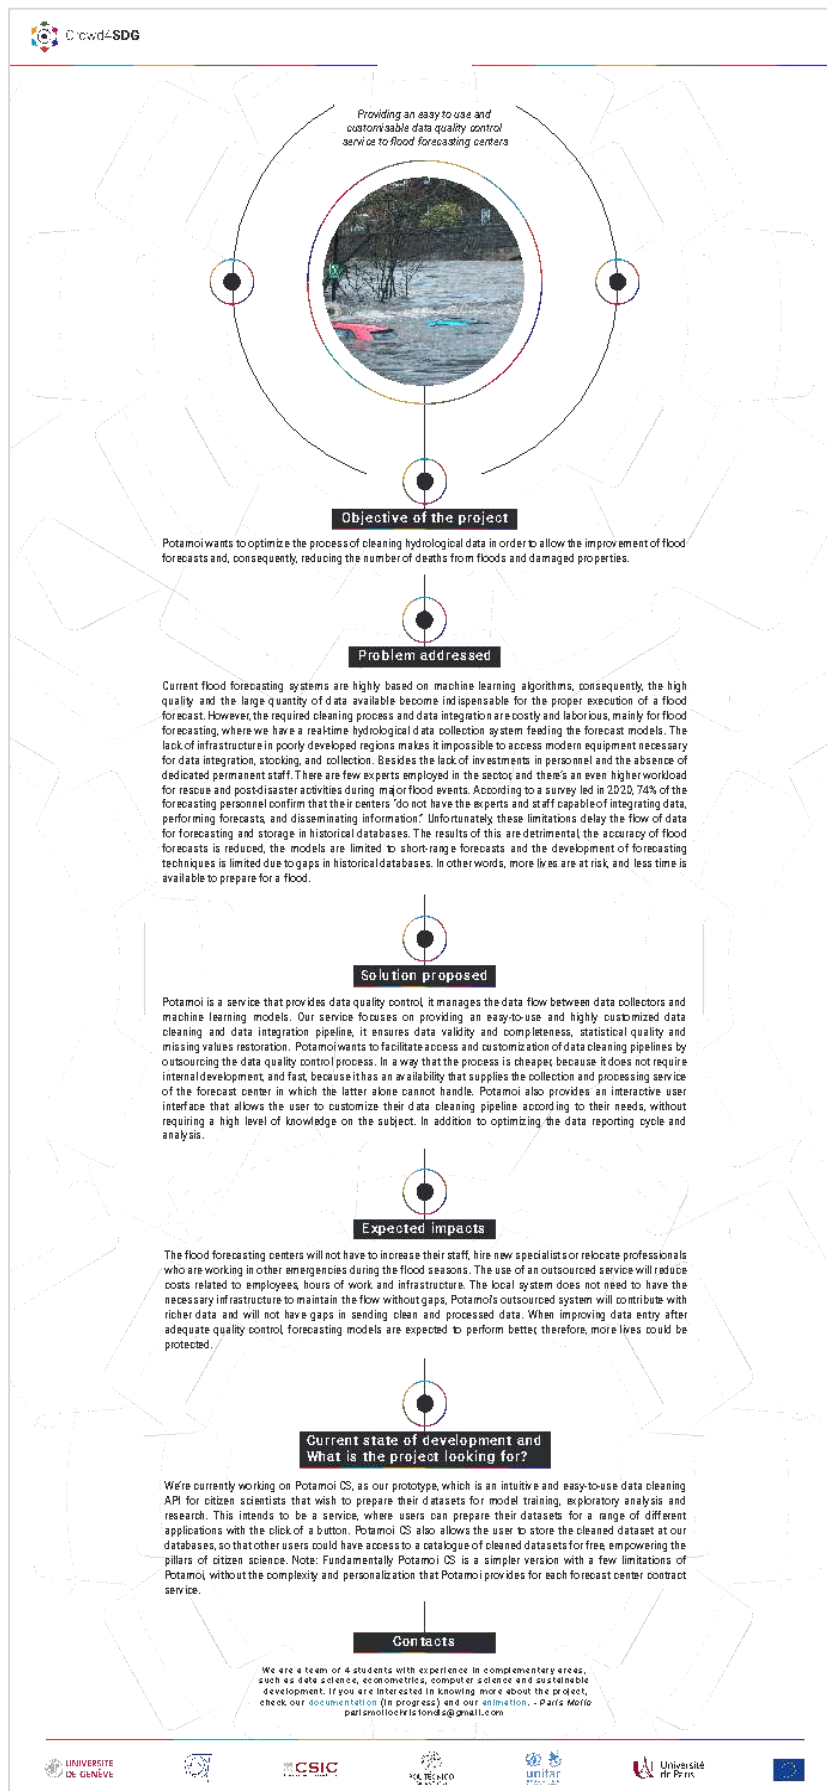 Crowd4SDG
Providing an easy to use and
customisable data quality control
service to flood forecasting centers
Objective of the project
Potamoi wants to optimize the process of cleaning hydrological data in order to allow the improvement of flood
forecasts and, consequently, reducing the number of deaths from floods and damaged properties.
Problem addressed
Current flood forecasting systems are highly based on machine learning algorithms, consequently, the high
quality and the large quantity of data available become indispensable for the proper execution of a flood
forecast. However, the required cleaning process and data integration are costly and laborious, mainly for flood
forecasting, where we have a real-time hydrological data collection system feeding the forecast models. The
lack of infrastructure in poorly developed regions makes it impossible to access modern equipment necessary
for data integration, stocking, and collection. Besides the lack of investments in personnel and the absence of
dedicated permanent staff. There are few experts employed in the sector, and there's an even higher workload
for rescue and post-disaster activities during major flood events. According to a survey led in 2020, 74% of the
forecasting personnel confirm that their centers "do not have the experts and staff capable of integrating data,
performing forecasts, and disseminating information." Unfortunately, these limitations delay the flow of data
for forecasting and storage in historical databases. The results of this are detrimental, the accuracy of flood
forecasts is reduced, the models are limited to short-range forecasts and the development of forecasting
techniques is limited due to gaps in historical databases. In other words, more lives are at risk, and less time is
available to prepare for a flood.
Solution proposed
Potamoi is a service that provides data quality control, it manages the data flow between data collectors and
machine learning models. Our service focuses on providing an easy-to-use and highly customized data
cleaning and data integration pipeline, it ensures data validity and completeness, statistical quality and
missing values restoration. Potamoi wants to facilitate access and customization of data cleaning pipelines by
outsourcing the data quality control process. In a way that the process is cheaper, because it does not require
internal development, and fast, because it has an availability that supplies the collection and processing service
of the forecast center in which the latter alone cannot handle. Potamoi also provides an interactive user
interface that allows the user to customize their data cleaning pipeline according to their needs, without
requiring a high level of knowledge on the subject. In addition to optimizing the data reporting cycle and
analysis.
Expected impacts
The flood forecasting centers will not have to increase their staff, hire new specialists or relocate professionals
who are working in other emergencies during the flood seasons. The use of an outsourced service will reduce
costs related to employees, hours of work and infrastructure. The local system does not need to have the
necessary infrastructure to maintain the flow without gaps, Potamoi's outsourced system will contribute with
richer data and will not have gaps in sending clean and processed data. When improving data entry after
adequate quality control, forecasting models are expected to perform better, therefore, more lives could be
protected.
Current state of development and
What is the project looking for?
We're currently working on Potamoi CS, as our prototype, which is an intuitive and easy-to-use data cleaning
API for citizen scientists that wish to prepare their datasets for model training, exploratory analysis and
research. This intends to be a service, where users can prepare their datasets for a range of different
applications with the click of a button. Potamoi CS also allows the user to store the cleaned dataset at our
databases, so that other users could have access to a catalogue of cleaned datasets for free, empowering the
pillars of citizen science. Note: Fundamentally Potamoi CS is a simpler version with a few limitations of
Potamoi, without the complexity and personalization that Potamoi provides for each forecast center contract
service.
Contacts
We are a team of 4 students with experience in complementary areas,
such as data science, econometrics, computer science and sustainable
development. If you are interested in knowing more about the project,
check our documentation (in progress) and our animation. - Paris Mollo
parismollochristondis@gmail.com
UNIVERSITÉ
DE GENÈVE
CSIC
POLITECNICO
unitar
Université
de Paris